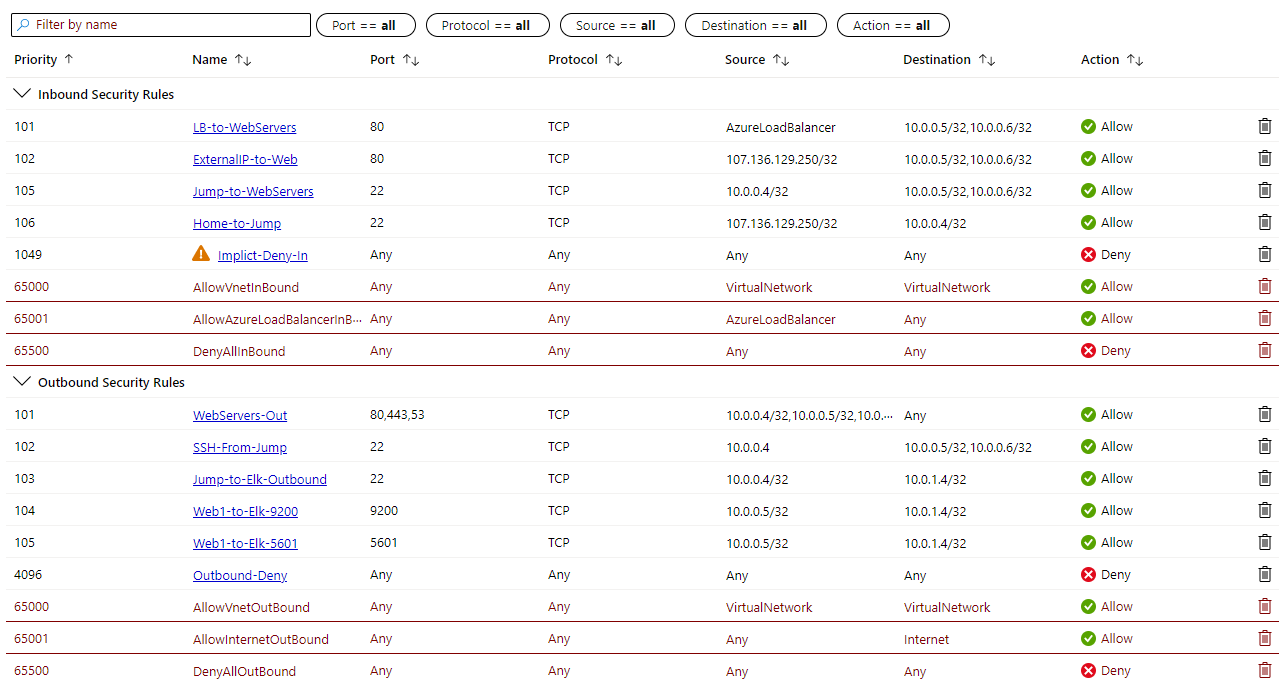 Filter by name Port == all Protocol == all Source == all Destination == all Action == all
Priority ↑ Name ↑↓ Port ↑↓ Protocol ↑↓ Source ↑↓ Destination ↑↓ Action ↑↓
Inbound Security Rules
101 LB-to-WebServers 80 TCP AzureLoadBalancer 10.0.0.5/32,10.0.0.6/32 Allow
102 ExternalIP-to-Web 80 TCP 107.136.129.250/32 10.0.0.5/32,10.0.0.6/32 Allow
105 Jump-to-WebServers 22 TCP 10.0.0.4/32 10.0.0.5/32,10.0.0.6/32 Allow
106 Home-to-Jump 22 TCP 107.136.129.250/32 10.0.0.4/32 Allow
1049 Implict-Deny-In Any Any Any Any Deny
65000 AllowVnetInBound Any Any VirtualNetwork VirtualNetwork Allow
65001 AllowAzureLoadBalancerInB··· Any Any AzureLoadBalancer Any Allow
65500 DenyAllInBound Any Any Any Any Deny
Outbound Security Rules
101 WebServers-Out 80,443,53 TCP 10.0.0.4/32,10.0.0.5/32,10.0.··· Any Allow
102 SSH-From-Jump 22 TCP 10.0.0.4 10.0.0.5/32,10.0.0.6/32 Allow
103 Jump-to-Elk-Outbound 22 TCP 10.0.0.4/32 10.0.1.4/32 Allow
104 Web1-to-Elk-9200 9200 TCP 10.0.0.5/32 10.0.1.4/32 Allow
105 Web1-to-Elk-5601 5601 TCP 10.0.0.5/32 10.0.1.4/32 Allow
4096 Outbound-Deny Any Any Any Any Deny
65000 AllowVnetOutBound Any Any VirtualNetwork VirtualNetwork Allow
65001 AllowInternetOutBound Any Any Any Internet Allow
65500 DenyAllOutBound Any Any Any Any Deny